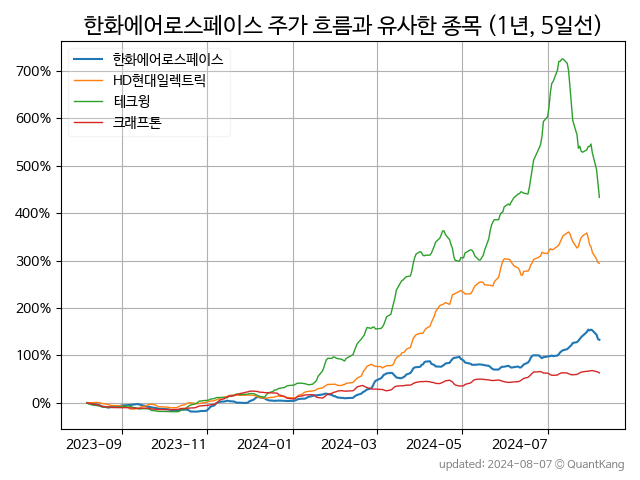 한화에어로스페이스 주가 흐름과 유사한 종목 (1년, 5일선)
한화에어로스페이스
HD현대일렉트릭
테크윙
크래프톤
700%
600%
500%
400%
300%
200%
100%
0%
2023-09 2023-11 2024-01 2024-03 2024-05 2024-07
updated: 2024-08-07 © QuantKang